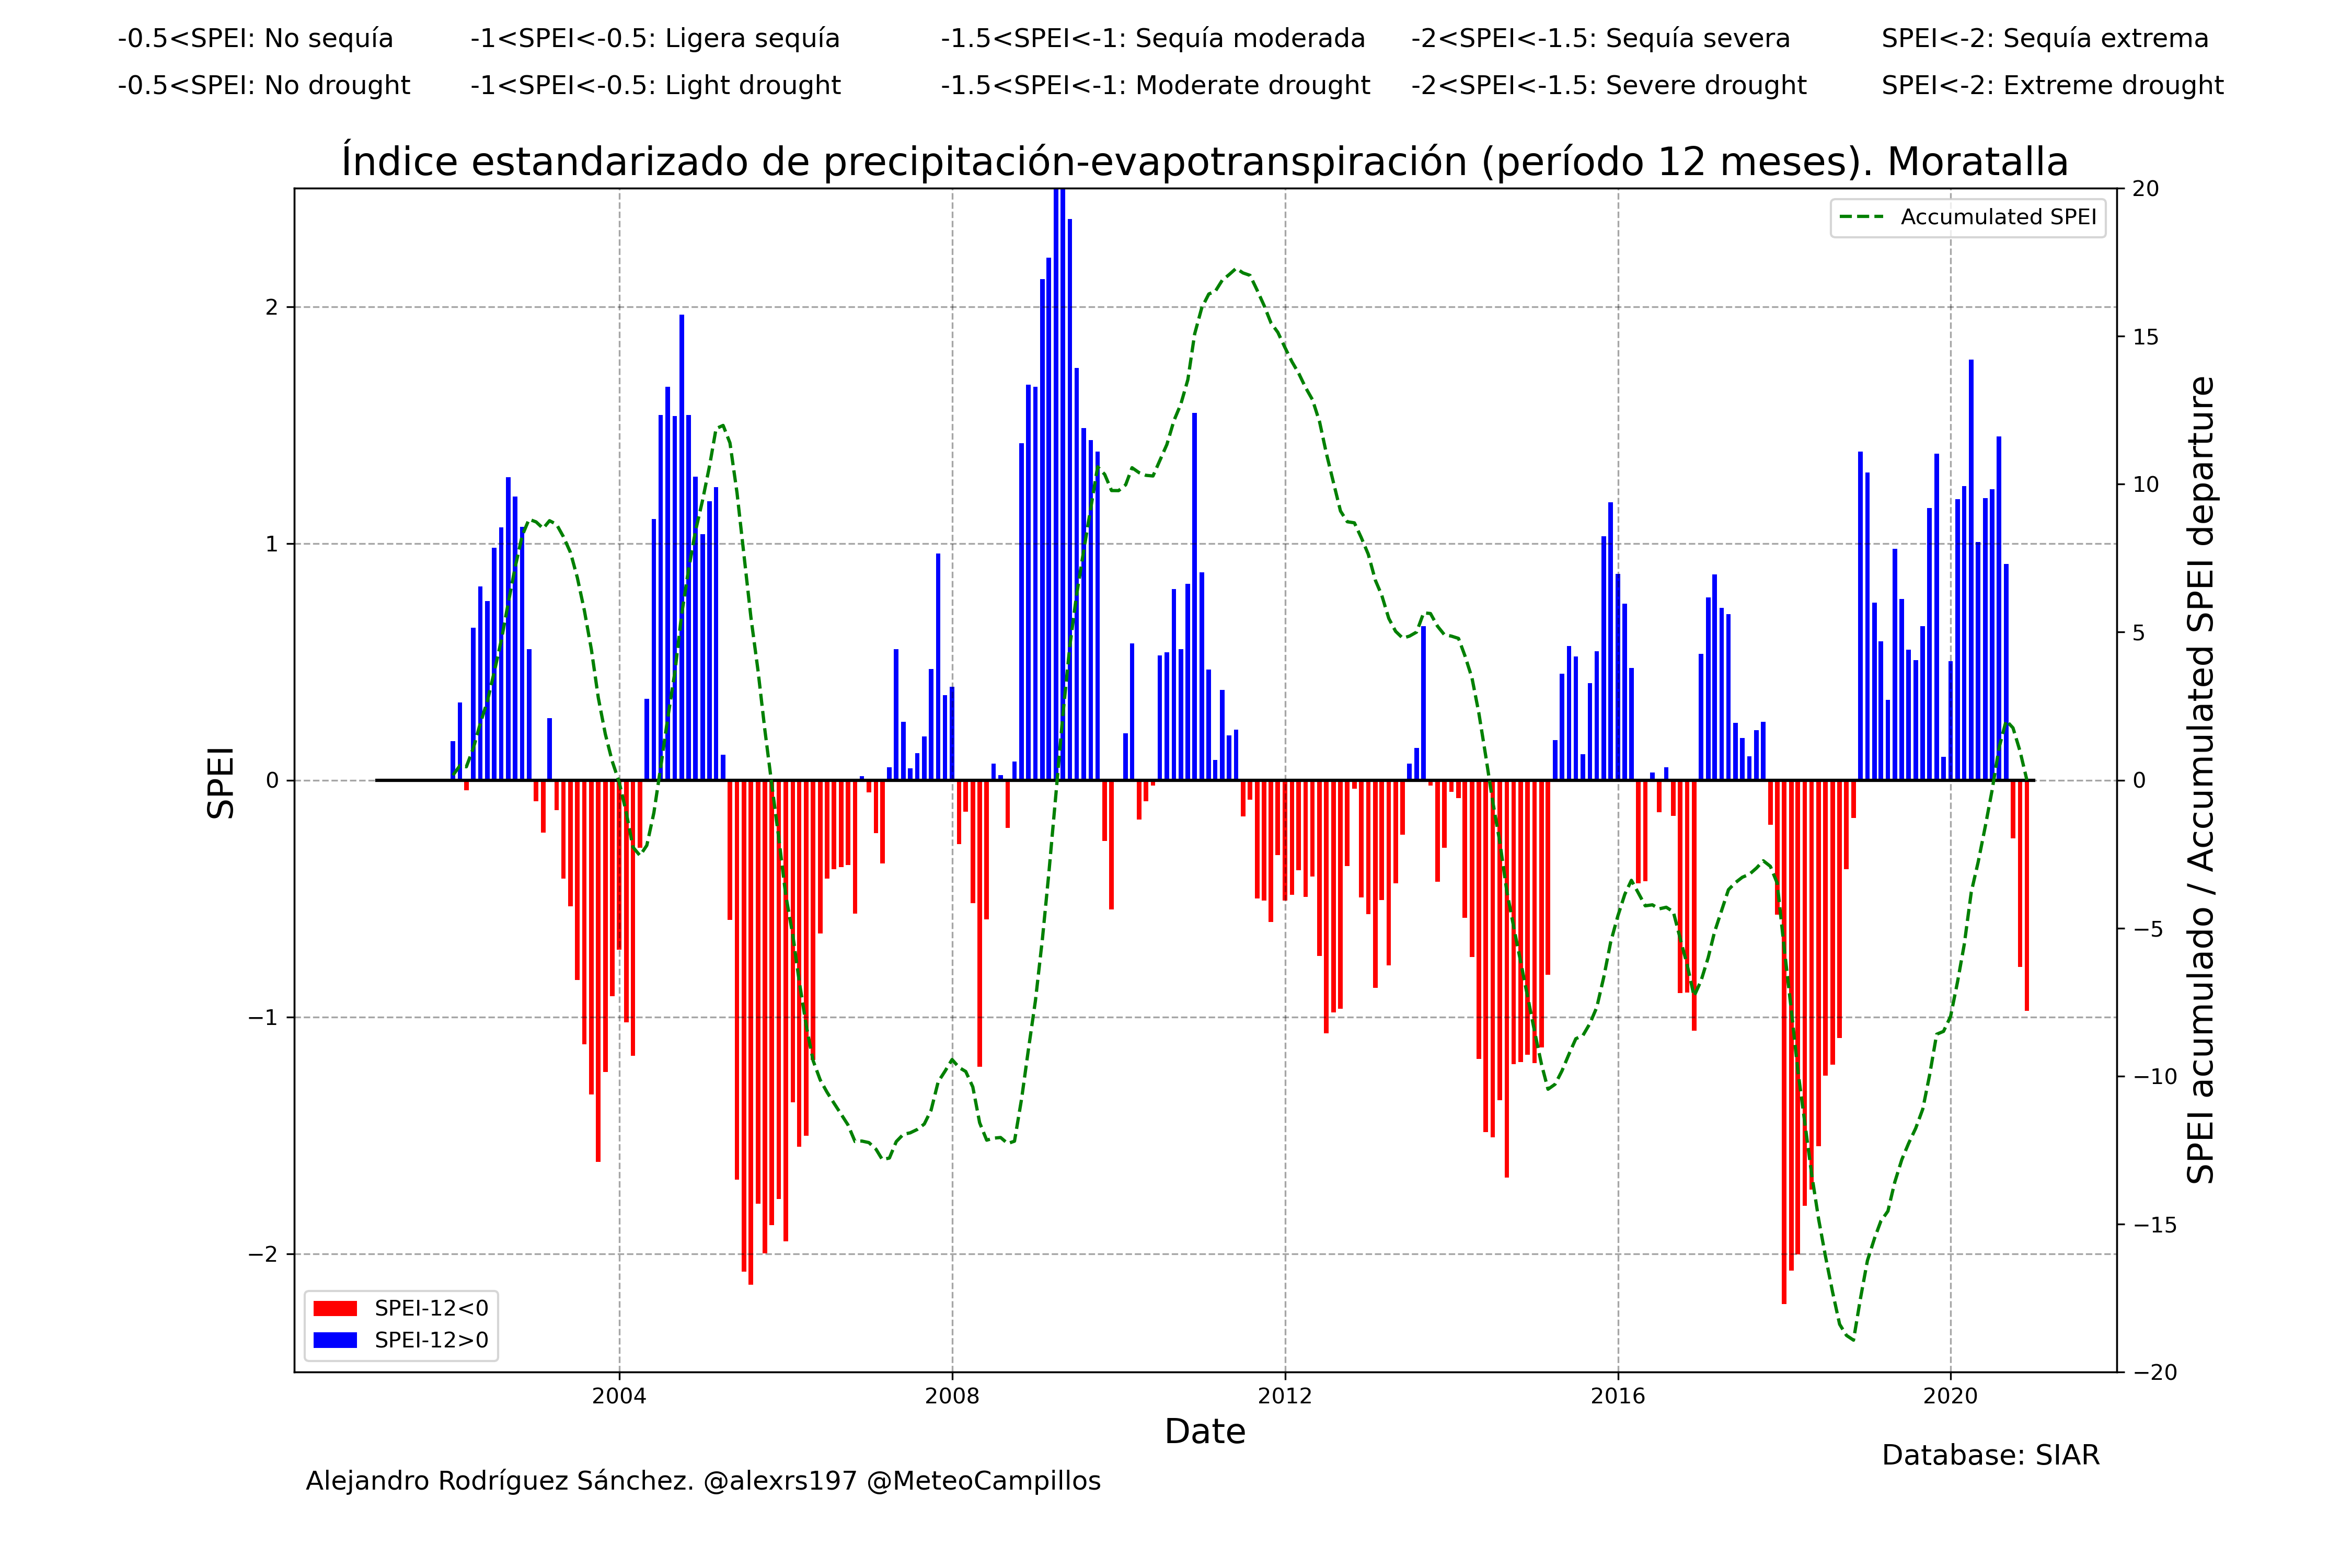 -0.5<SPEI: No sequía -1<SPEI<-0.5: Ligera sequía -1.5<SPEI<-1: Sequía moderada -2<SPEI<-1.5: Sequía severa SPEI<-2: Sequía extrema
-0.5<SPEI: No drought -1<SPEI<-0.5: Light drought -1.5<SPEI<-1: Moderate drought -2<SPEI<-1.5: Severe drought SPEI<-2: Extreme drought
Índice estandarizado de precipitación-evapotranspiración (período 12 meses). Moratalla
Accumulated SPEI
SPEI
2
1
0
−1
−2
20
15
10
5
0
−5
−10
−15
−20
SPEI acumulado / Accumulated SPEI departure
SPEI-12<0
SPEI-12>0
2004 2008 2012 2016 2020
Date
Database: SIAR
Alejandro Rodríguez Sánchez. @alexrs197 @MeteoCampillos